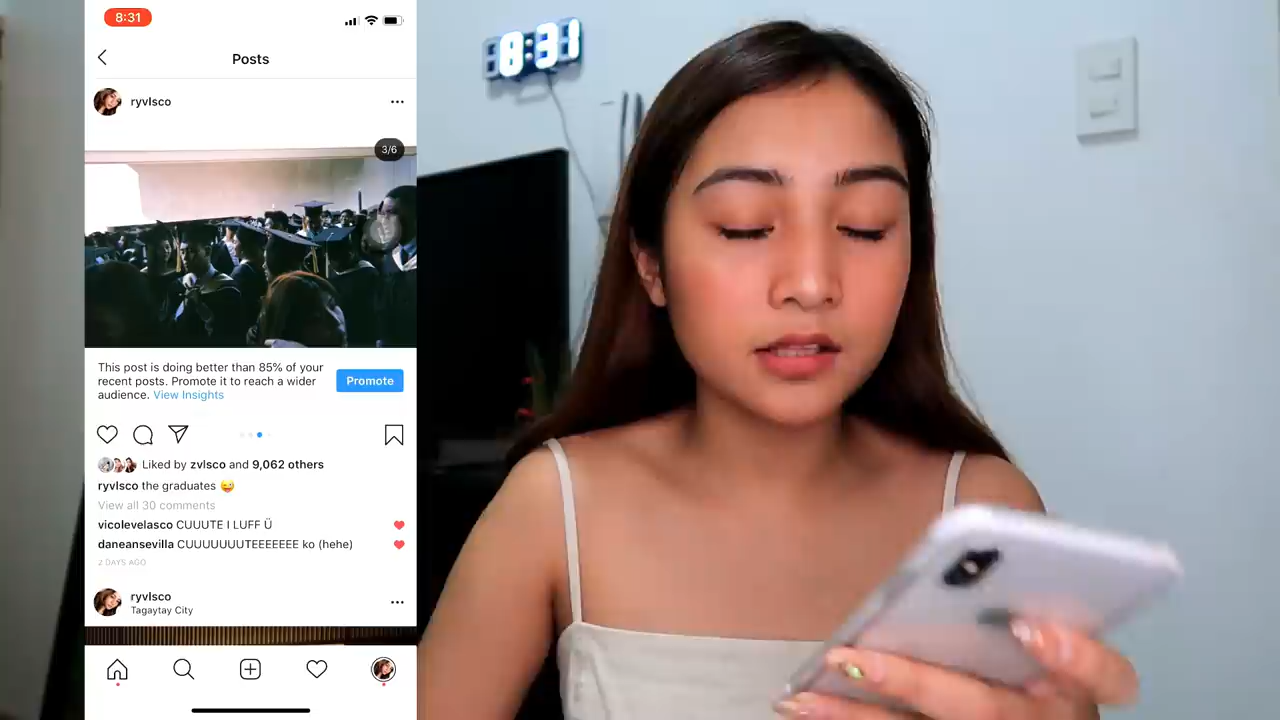 8:31
8:31
Posts
ryvlsco
3/6
This post is doing better than 85% of your
recent posts. Promote it to reach a wider
audience. View Insights
Promote
Liked by zvlsco and 9,062 others
ryvlsco the graduates 😜
View all 30 comments
vicolevelasco CUUUTE I LUFF Ü
daneansevilla CUUUUUUUTEEEEEEE ko (hehe)
2 DAYS AGO
ryvlsco
Tagaytay City